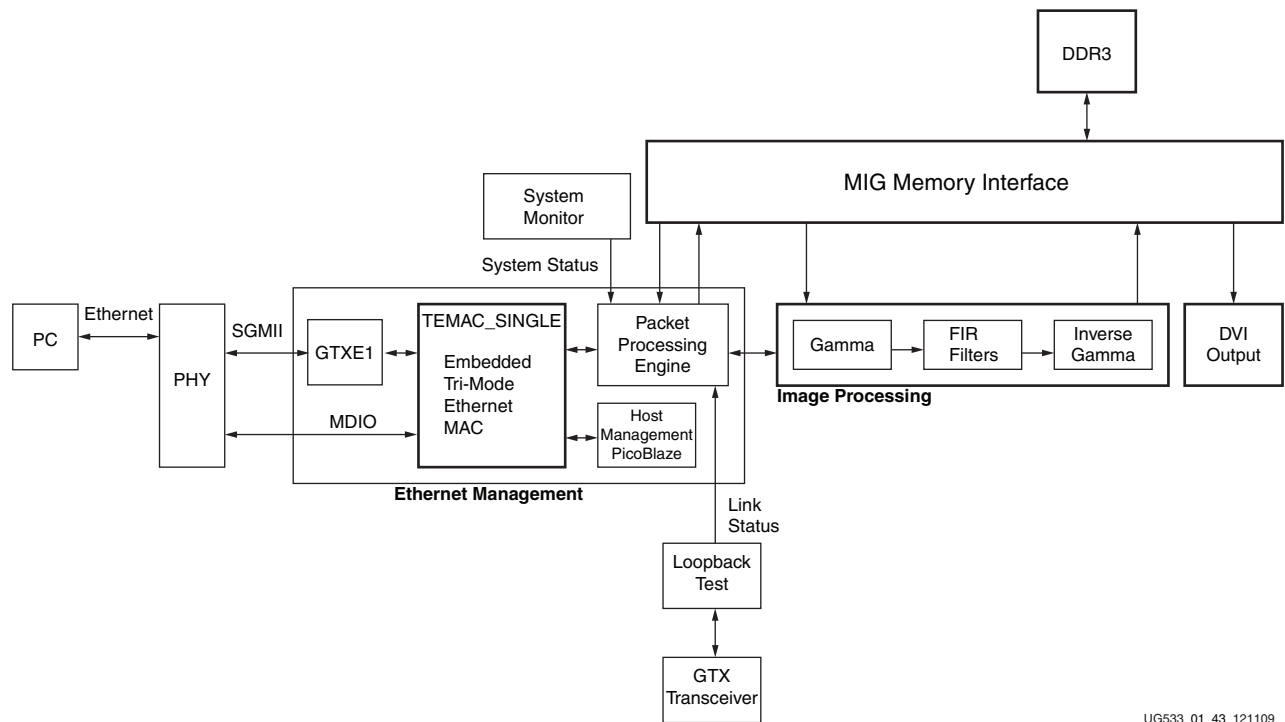 DDR3
MIG Memory Interface
System
Monitor
System Status
Ethernet
PC
PHY
SGMII
MDIO
GTXE1
TEMAC_SINGLE
Embedded
Tri-Mode
Ethernet
MAC
Packet
Processing
Engine
Host
Management
PicoBlaze
Ethernet Management
Gamma
FIR
Filters
Inverse
Gamma
Image Processing
DVI
Output
Link
Status
Loopback
Test
GTX
Transceiver
UG533_01_43_121109